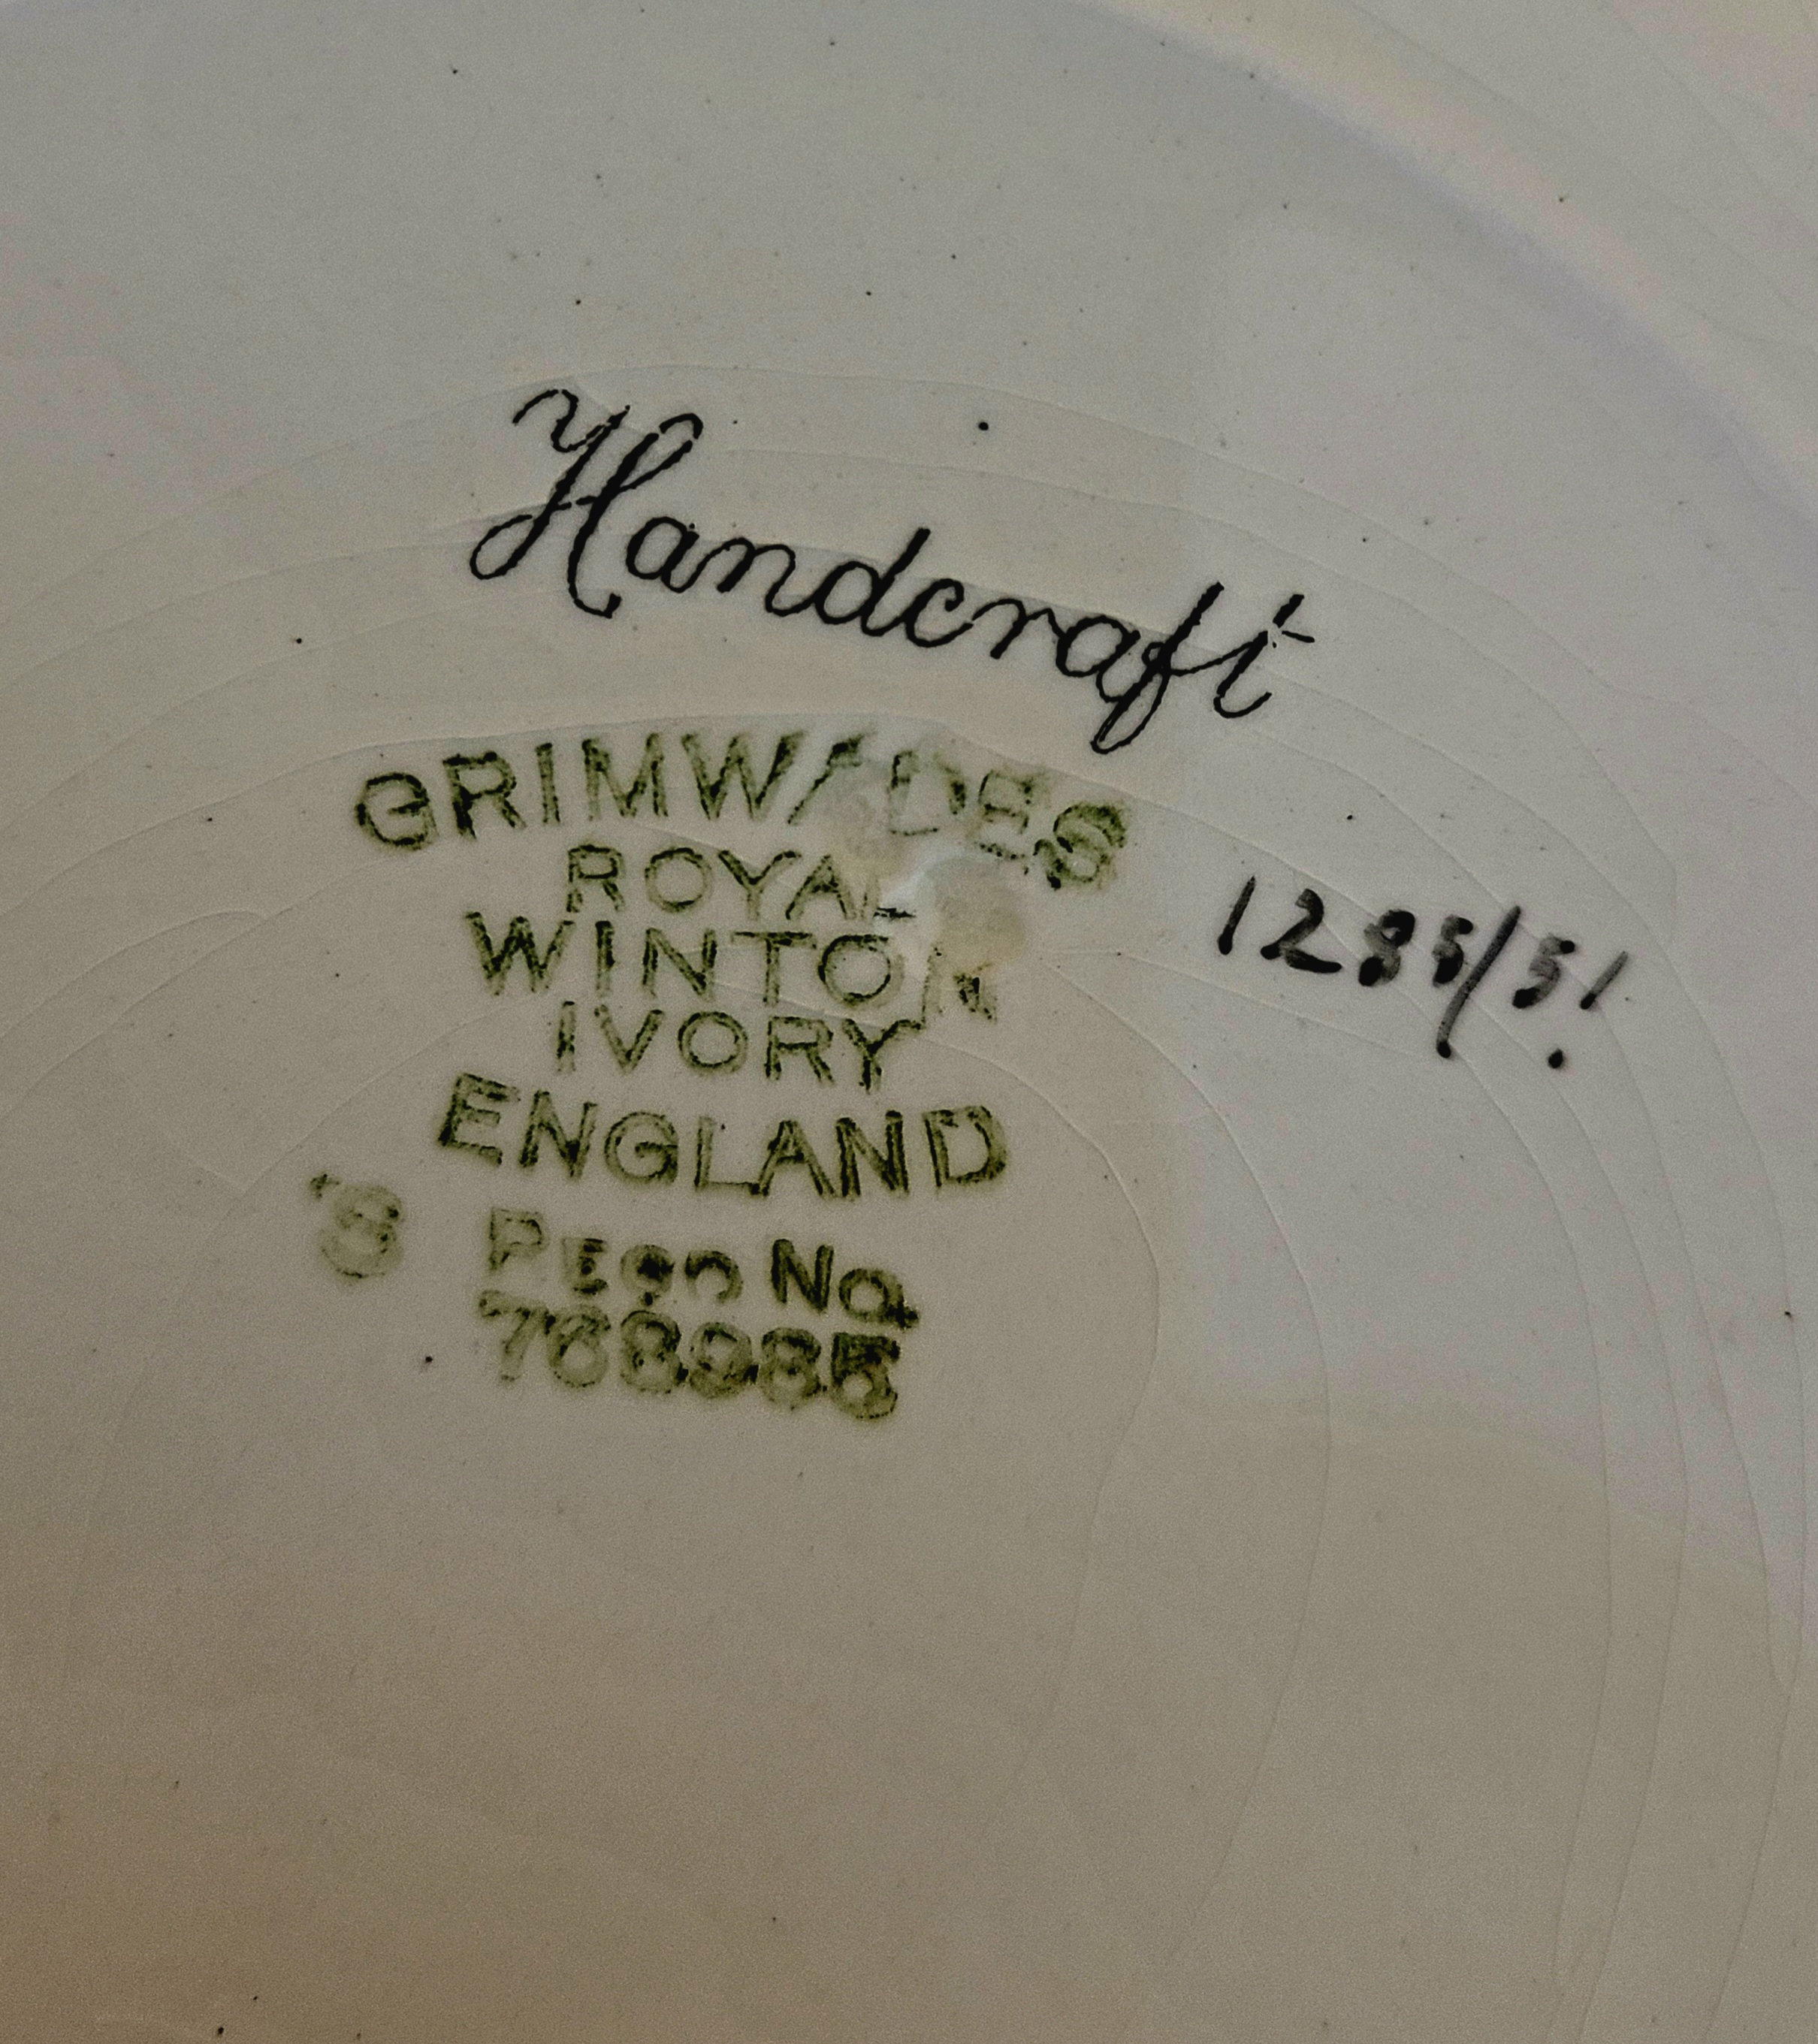 Handcraft
GRIMWADES
ROYAL
WINTON
IVORY
ENGLAND
REGD No.
768985
1285/51